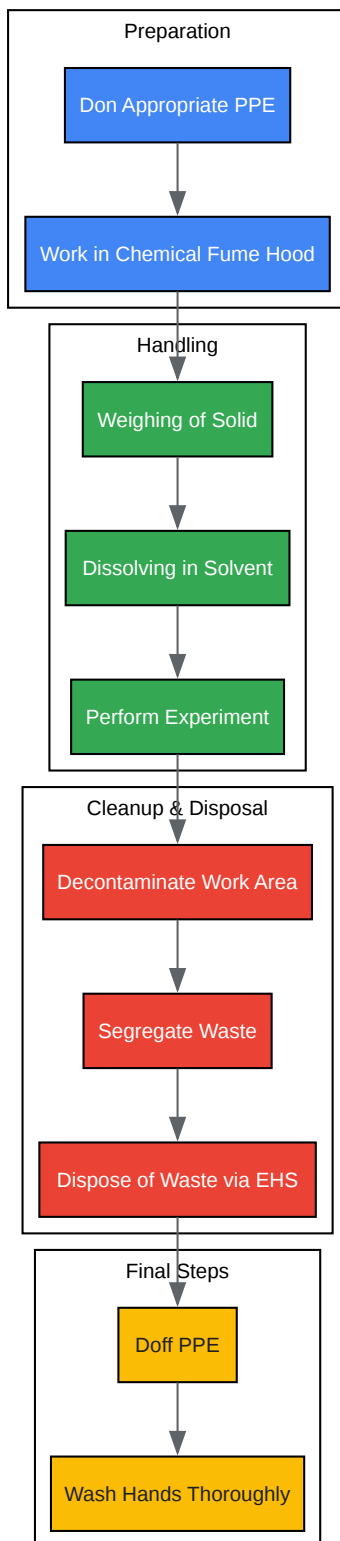 Preparation
Don Appropriate PPE
Work in Chemical Fume Hood
Handling
Weighing of Solid
Dissolving in Solvent
Perform Experiment
Cleanup & Disposal
Decontaminate Work Area
Segregate Waste
Dispose of Waste via EHS
Final Steps
Doff PPE
Wash Hands Thoroughly